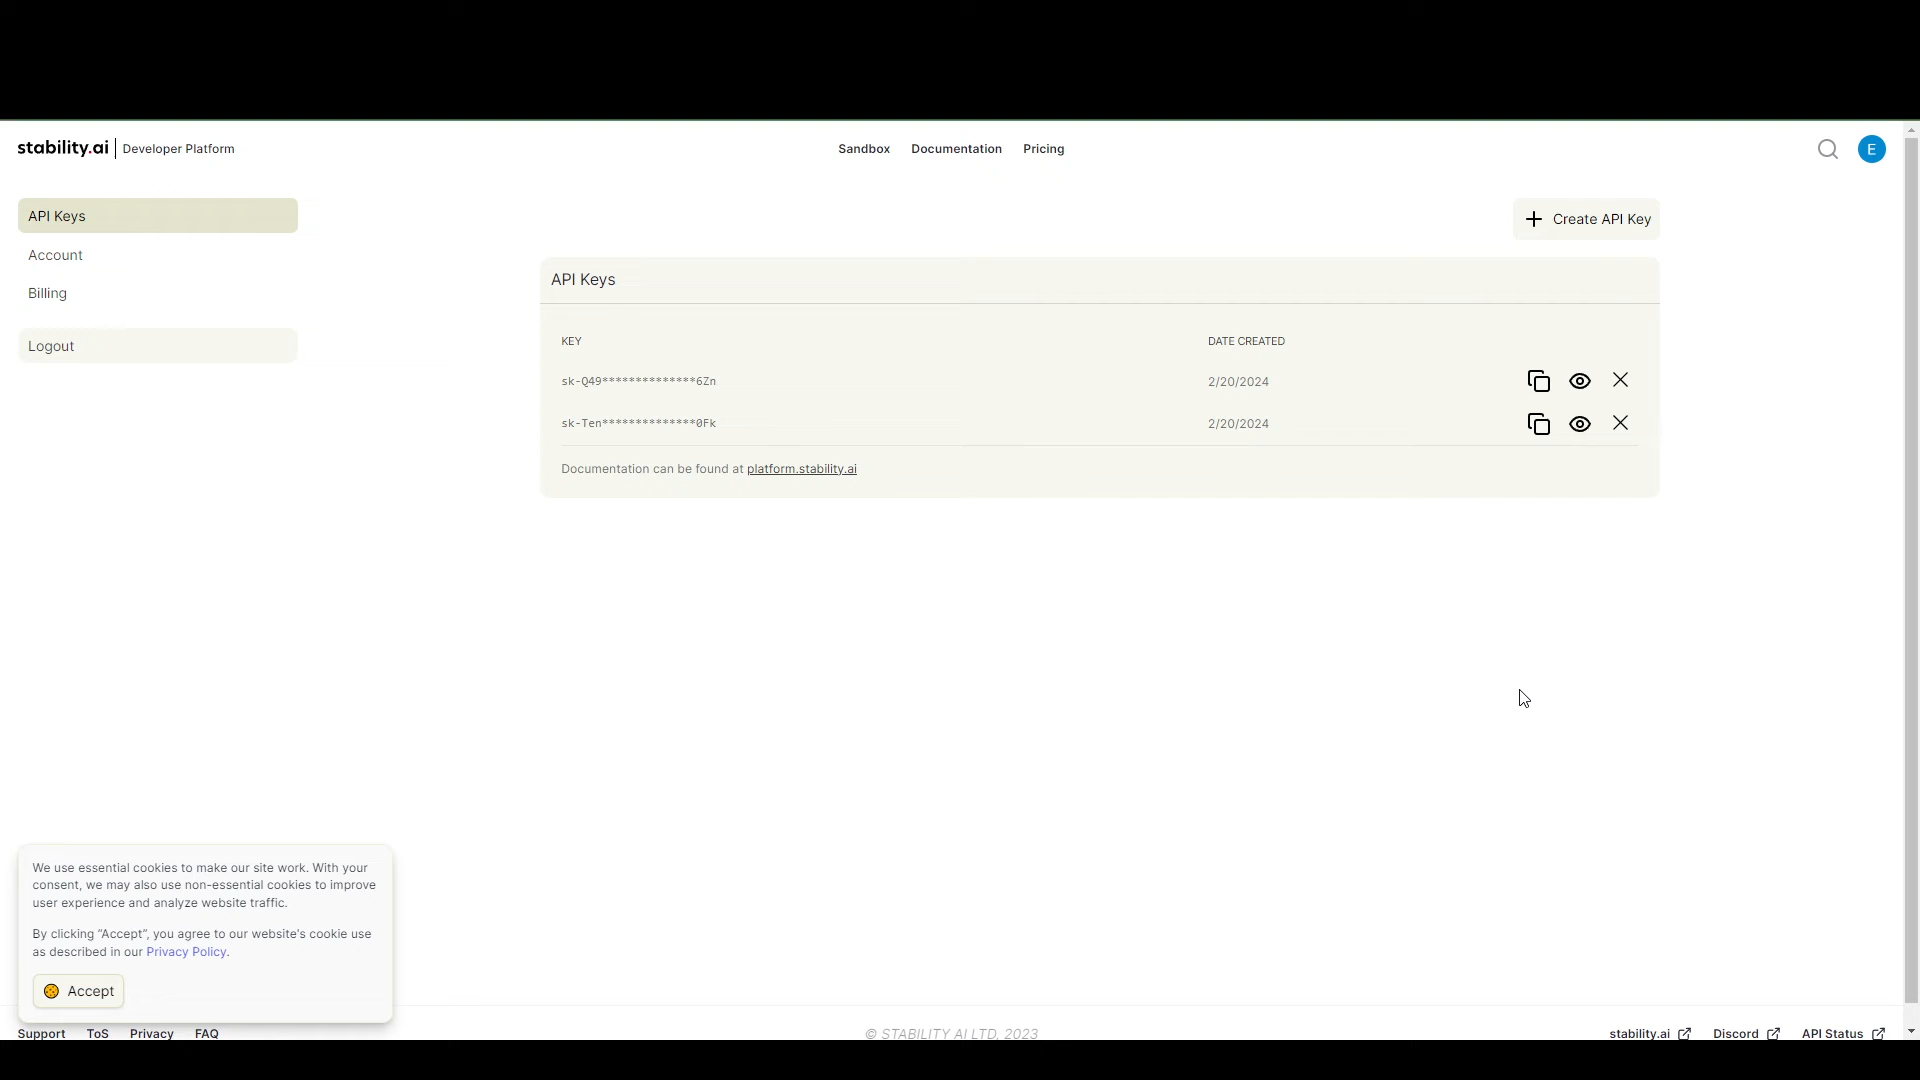 stability.ai | Developer Platform
Sandbox Documentation Pricing
E
API Keys
Account
Billing
Logout
Create API Key
API Keys
KEY DATE CREATED
sk-Q49**************6Zn 2/20/2024
sk-Ten**************0Fk 2/20/2024
Documentation can be found at platform.stability.ai
We use essential cookies to make our site work. With your
consent, we may also use non-essential cookies to improve
user experience and analyze website traffic.
By clicking “Accept”, you agree to our website's cookie use
as described in our Privacy Policy.
Accept
Support ToS Privacy FAQ
© STABILITY AI LTD, 2023
stability.ai Discord API Status